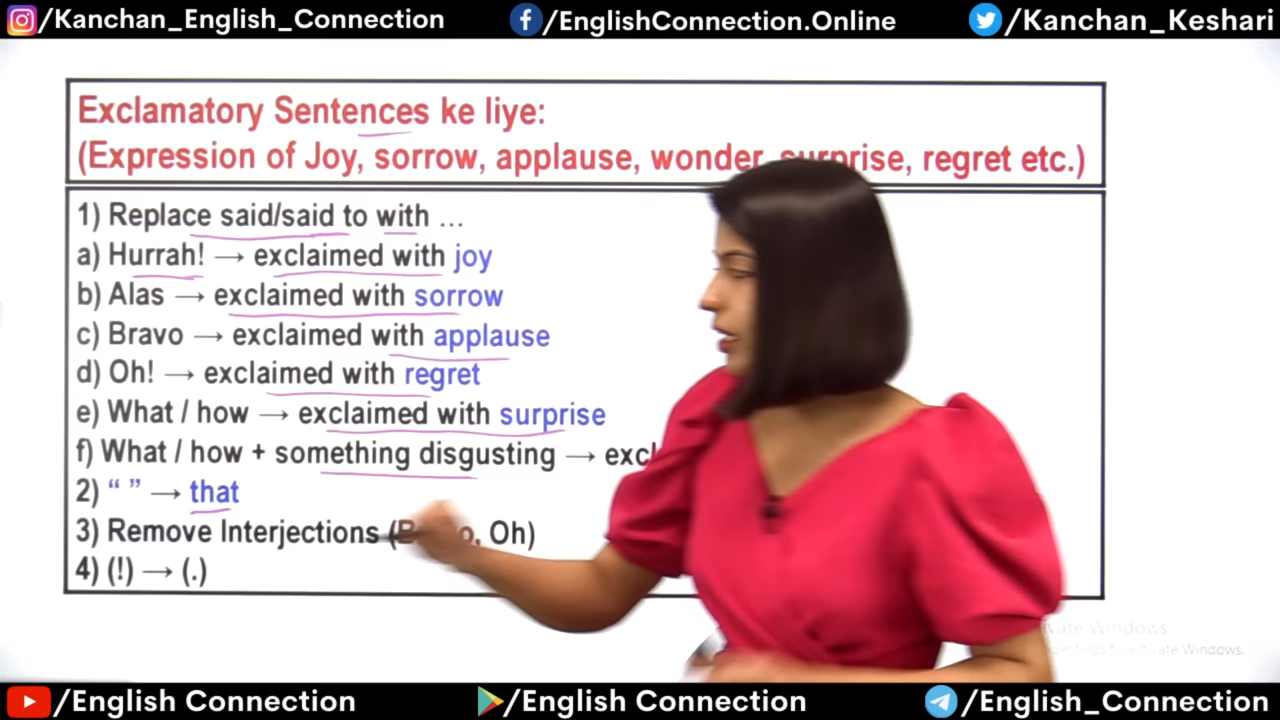 /Kanchan_English_Connection /EnglishConnection.Online /Kanchan_Keshari
Exclamatory Sentences ke liye:
(Expression of Joy, sorrow, applause, wonder, surprise, regret etc.)
1) Replace said/said to with ...
a) Hurrah! → exclaimed with joy
b) Alas → exclaimed with sorrow
c) Bravo → exclaimed with applause
d) Oh! → exclaimed with regret
e) What / how → exclaimed with surprise
f) What / how + something disgusting →
2) “ ” → that
3) Remove Interjections Oh)
4) (!) → (.)
/English Connection /English Connection /English_Connection